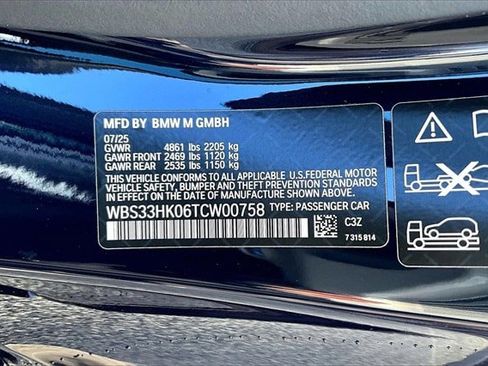 MFD BY BMW M GMBH
07/25
GVWR 4861 lbs 2205 kg
GAWR FRONT 2469 lbs 1120 kg
GAWR REAR 2535 lbs 1150 kg
THIS VEHICLE CONFORMS TO ALL APPLICABLE
U.S.FEDERAL MOTOR VEHICLE SAFETY,
BUMPER, AND THEFT PREVENTION STANDARDS
IN EFFECT ON THE DATE OF MANUFACTURE
SHOWN ABOVE.
WBS33HK06TCW00758 TYPE: PASSENGER CAR
C3Z
7 315 814